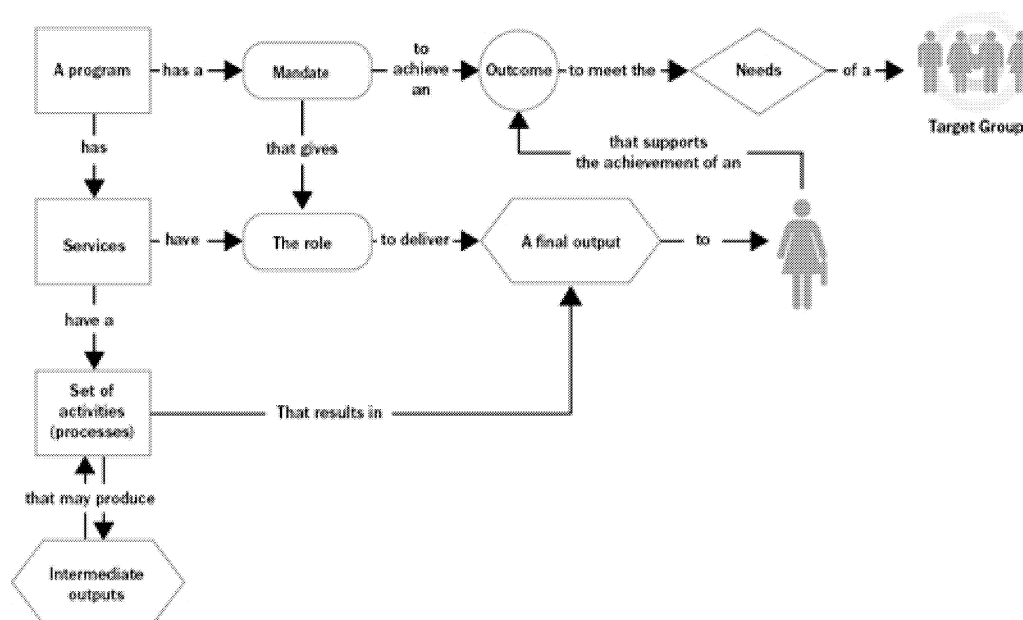 A program
has a
Mandate
to
achieve
an
Outcome
to meet the
Needs
of a
Target Group
has
that gives
that supports
the achievement of an
Services
have
The role
to deliver
A final output
to
have a
Set of
activities
(processes)
That results in
that may produce
Intermediate
outputs